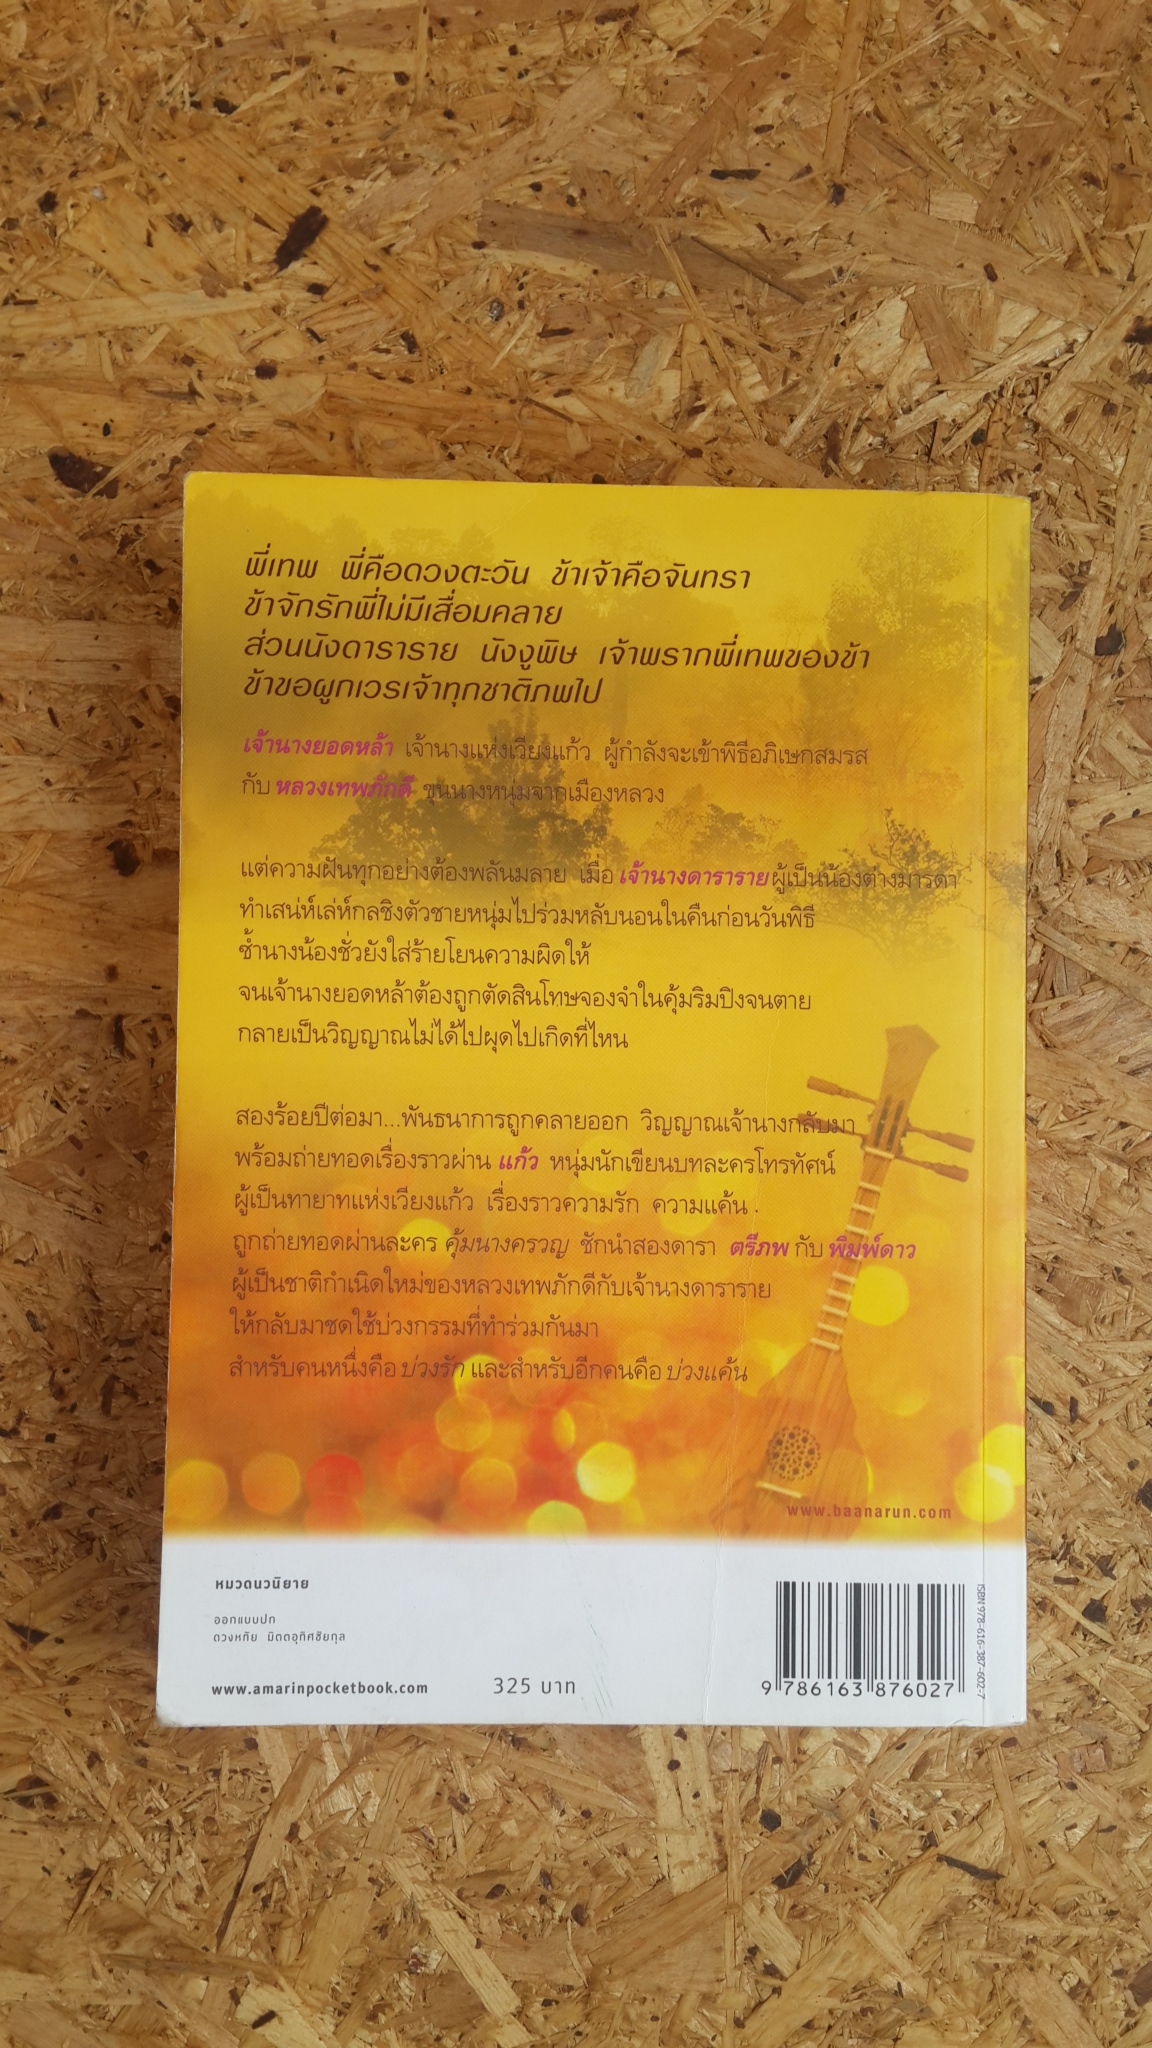 พี่เทพ พี่คือดวงตะวัน ข้าเจ้าคือจันทรา
ข้าจักรักพี่ไม่มีเสื่อมคลาย
ส่วนนังดาราราย นังงูพิษ เจ้าพรากพี่เทพของข้า
ข้าขอผูกเวรเจ้าทุกชาติภพไป
เจ้านางยอดหล้า เจ้านางแห่งเวียงแก้ว ผู้กำลังจะเข้าพิธีอภิเษกสมรส
กับ หลวงเทพภักดี ขุนนางหนุ่มจากเมืองหลวง
แต่ความฝันทุกอย่างต้องพลันมลาย เมื่อ เจ้านางดาราราย ผู้เป็นน้องต่างมารดา
ทำเสน่ห์เล่ห์กลชิงตัวชายหนุ่มไปร่วมหลับนอนในคืนก่อนวันพิธี
ซ้ำนางน้องชั่วยังใส่ร้ายโยนความผิดให้
จนเจ้านางยอดหล้าต้องถูกตัดสินโทษจองจำในคุ้มริมปิงจนตาย
กลายเป็นวิญญาณไม่ได้ไปผุดไปเกิดที่ไหน
สองร้อยปีต่อมา...พันธนาการถูกคลายออก วิญญาณเจ้านางกลับมา
พร้อมถ่ายทอดเรื่องราวผ่าน แก้ว หนุ่มนักเขียนบทละครโทรทัศน์
ผู้เป็นทายาทแห่งเวียงแก้ว เรื่องราวความรัก ความแค้น .
ถูกถ่ายทอดผ่านละคร คุ้มนางครวญ ชักนำสองดารา ตรีภพ กับ พิมพ์ดาว
ผู้เป็นชาติกำเนิดใหม่ของหลวงเทพภักดีกับเจ้านางดาราราย
ให้กลับมาชดใช้บ่วงกรรมที่ทำร่วมกันมา
สำหรับคนหนึ่งคือ บ่วงรัก และสำหรับอีกคนคือ บ่วงแค้น
www.baanarun.com
หมวดนวนิยาย
ออกแบบปก
ดวงหทัย มิตตอุทิศชัยกุล
www.amarinpocketbook.com 325 บาท
9 786163 876027
ISBN 978-616-387-602-7